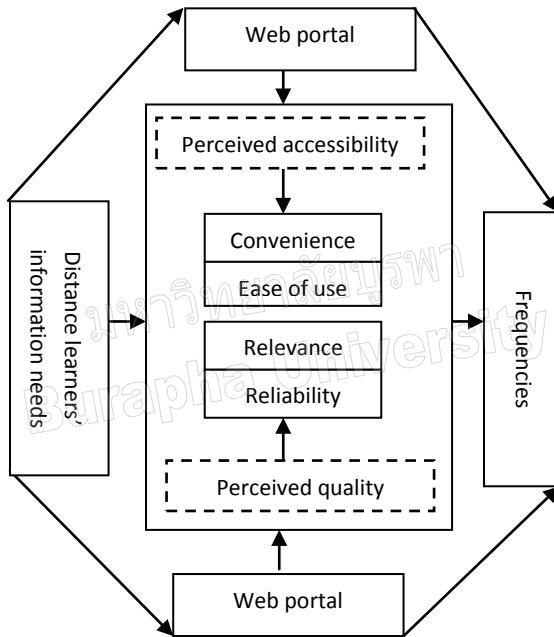 Web portal
Perceived accessibility
Convenience
Ease of use
Distance learners'
information needs
Relevance
Reliability
Frequencies
มหาวิทยาลัยบูรพา
Burapha University
Perceived quality
Web portal